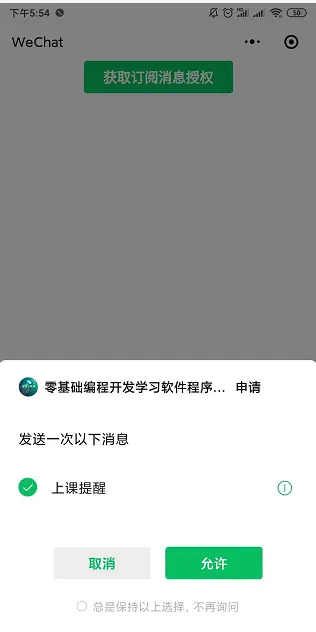 下午5:54
50
WeChat
获取订阅消息授权
零基础编程开发学习软件程序... 申请
发送一次以下消息
上课提醒
取消
允许
总是保持以上选择，不再询问